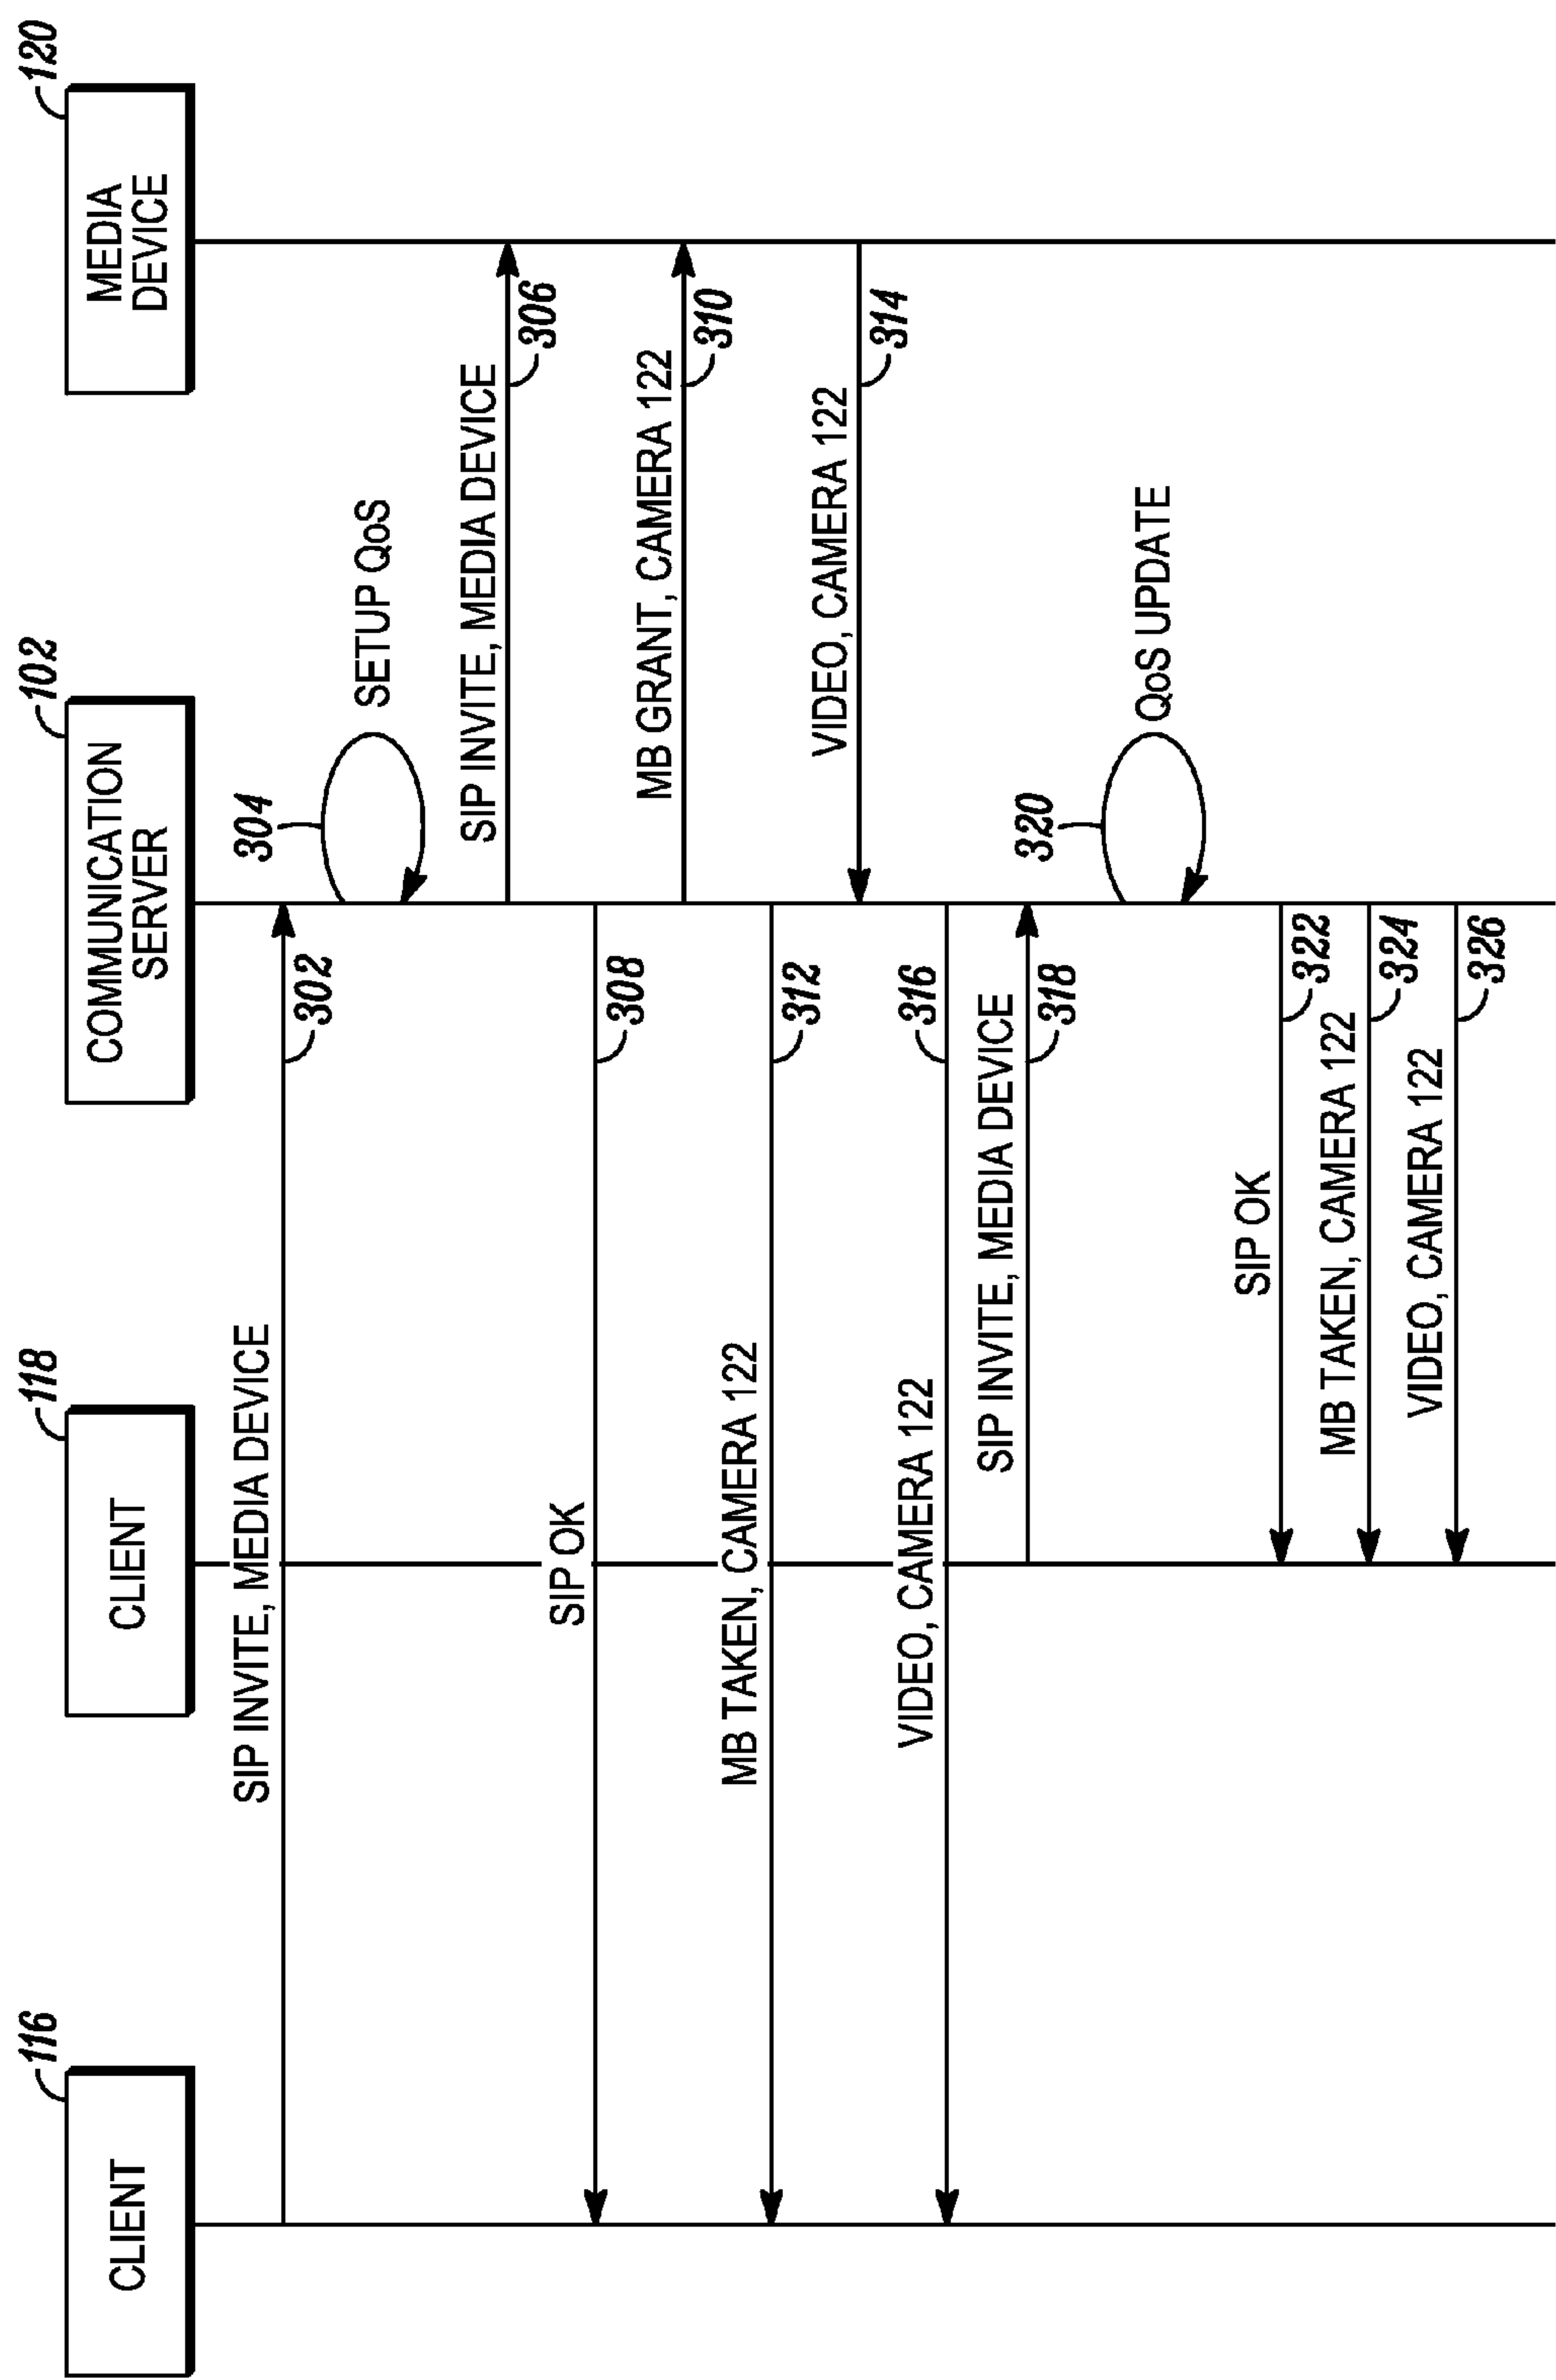 116
CLIENT
118
CLIENT
102
COMMUNICATION
SERVER
120
MEDIA
DEVICE
SIP INVITE, MEDIA DEVICE
302
304
SETUP QoS
SIP INVITE, MEDIA DEVICE
306
SIP OK
308
MB GRANT, CAMERA 122
310
MB TAKEN, CAMERA 122
312
VIDEO, CAMERA 122
314
VIDEO, CAMERA 122
316
SIP INVITE, MEDIA DEVICE
318
320
QoS UPDATE
SIP OK
322
MB TAKEN, CAMERA 122
324
VIDEO, CAMERA 122
326